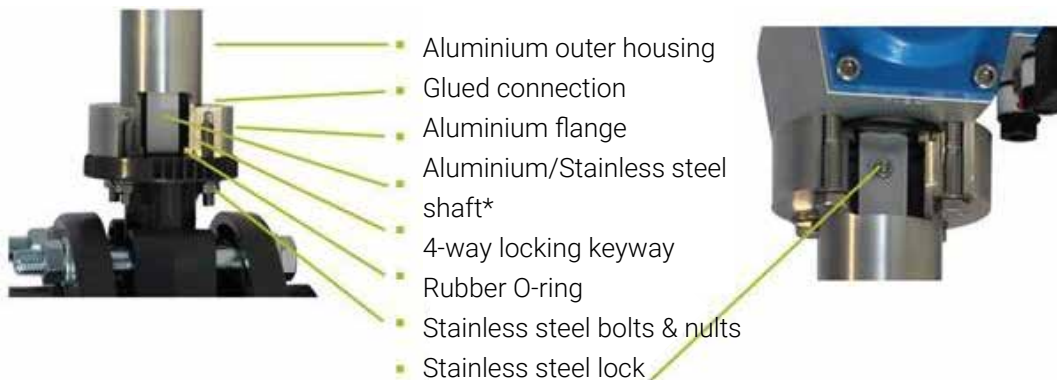 Aluminium outer housing
Glued connection
Aluminium flange
Aluminium/Stainless steel
shaft*
4-way locking keyway
Rubber O-ring
Stainless steel bolts & nults
Stainless steel lock